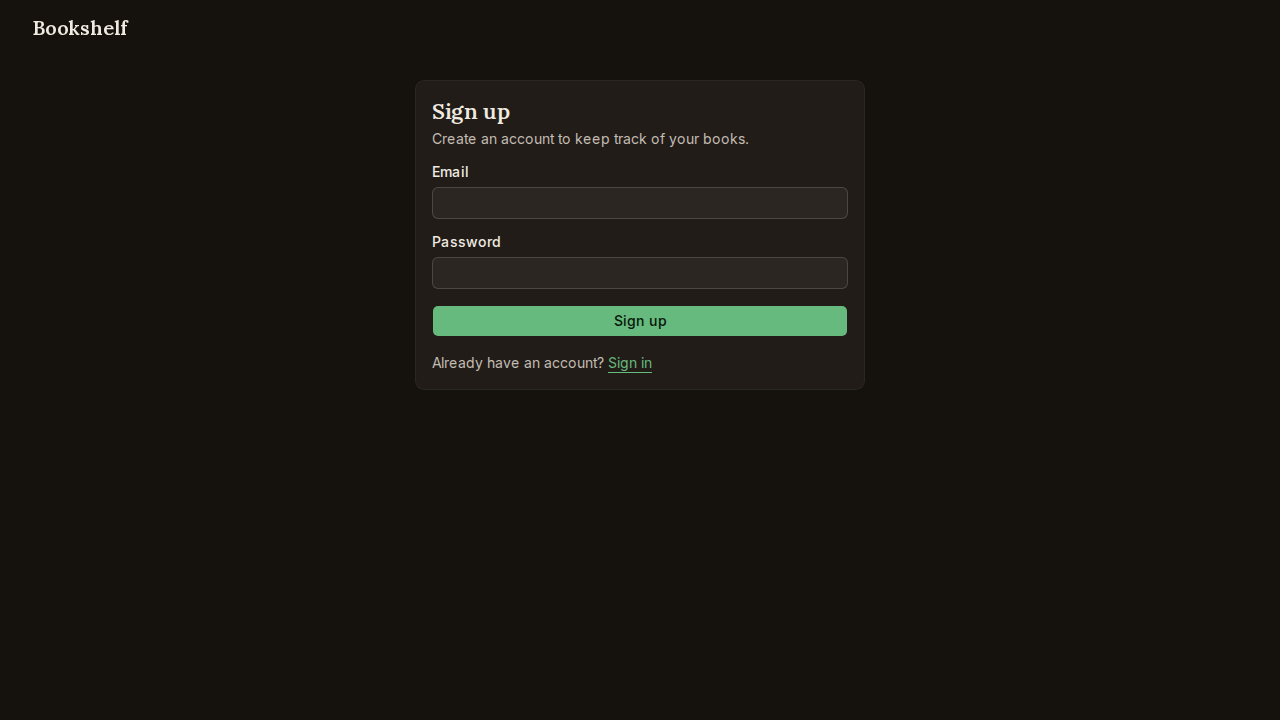 Bookshelf
Sign up
Create an account to keep track of your books.
Email
Password
Sign up
Already have an account? Sign in